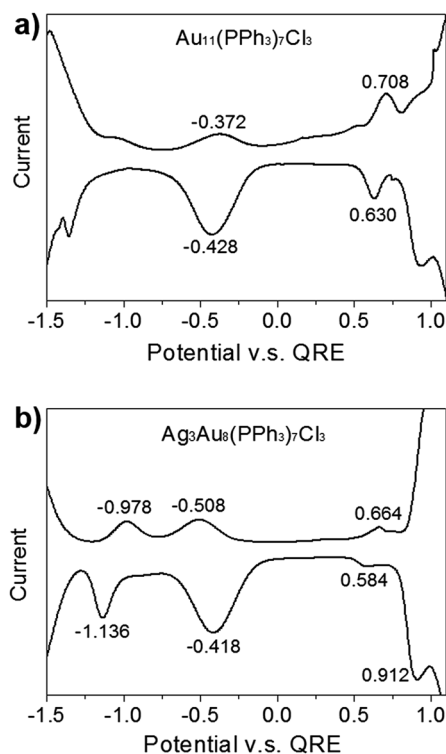 a)
Au₁₁(PPh₃)₇Cl₃
0.708
-0.372
Current
0.630
-0.428
-1.5 -1.0 -0.5 0.0 0.5 1.0
Potential v.s. QRE
b)
Ag₃Au₈(PPh₃)₇Cl₃
-0.978 -0.508 0.664
Current
0.584
-1.136
-0.418
0.912
-1.5 -1.0 -0.5 0.0 0.5 1.0
Potential v.s. QRE